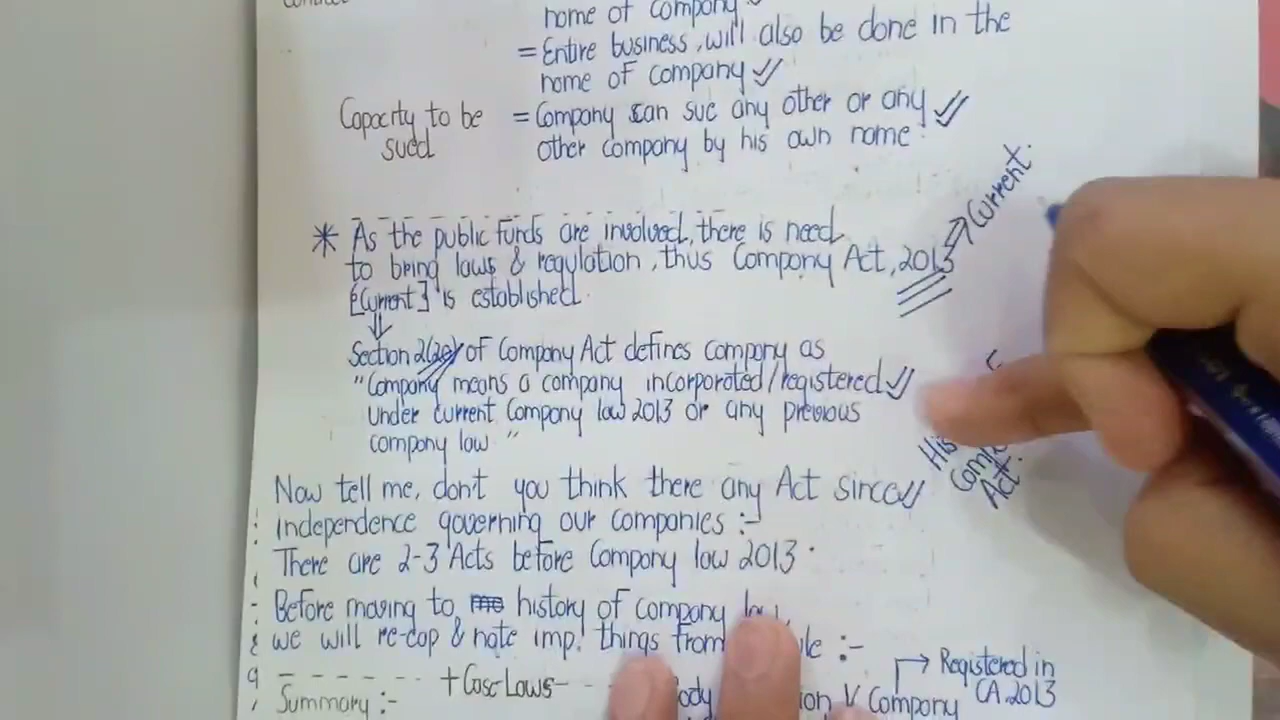 name of company
= Entire business, will also be done in the
name of company
Capacity to be sued
= Company can sue any other or any
other company by his own name.
* As the public funds are involved, there is need
to bring laws & regulation, thus Company Act, 2013
→ Current.
[Current] is established.
Section 2(20) of Company Act defines company as
"Company means a company incorporated/registered
under current Company law 2013 or any previous
company law"
Act.
Now tell me, don't you think there any Act since
independence governing our companies :-
There are 2-3 Acts before Company law 2013.
Before moving to history of company
we will re-cap & note imp. things from :-
→ Registered in
CA 2013
+ Case Laws
Summary :-
V Company